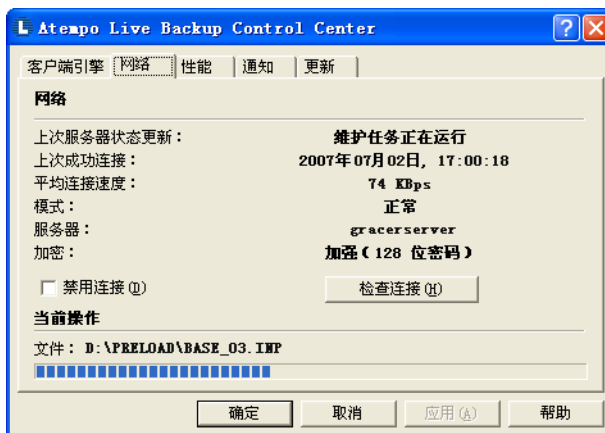 Atempo Live Backup Control Center
客户端引擎 网络 性能 通知 更新
网络
上次服务器状态更新： 维护任务正在运行
上次成功连接： 2007年07月02日, 17:00:18
平均连接速度： 74 KBps
模式： 正常
服务器： gracerserver
加密： 加强(128 位密码)
禁用连接(D) 检查连接(H)
当前操作
文件： D:\PRELOAD\BASE_03.IMP
确定 取消 应用(A) 帮助